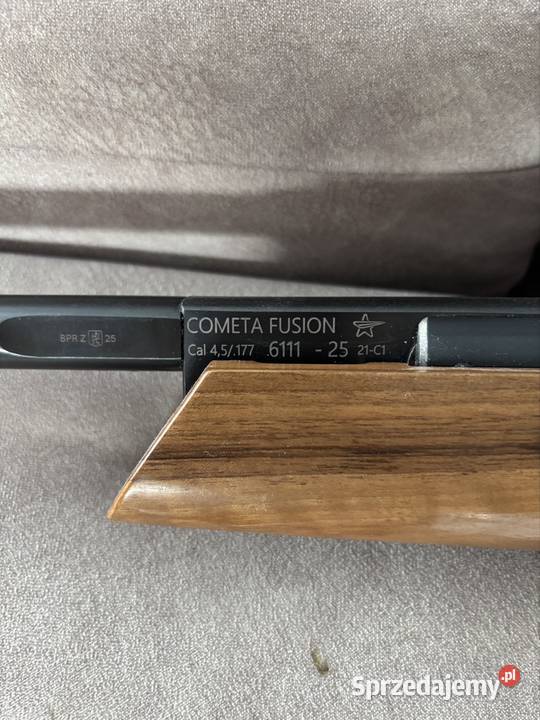 COMETA FUSION
BPR Z 25
Cal 4,5/.177 .6111 - 25 21-C1
Sprzedajemy.pl